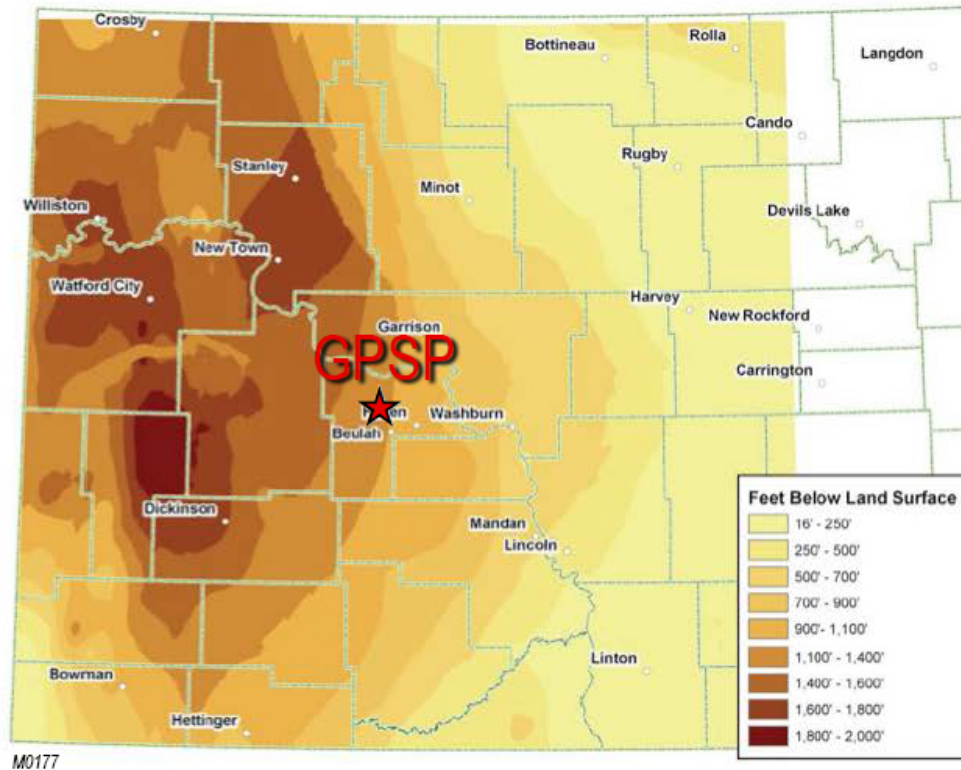 Crosby
Bottineau
Rolla
Langdon
Cando
Rugby
Stanley
Minot
Williston
Devils Lake
New Town
Watford City
Harvey
New Rockford
Garrison
GPSP
Carrington
Washburn
Beulah
Feet Below Land Surface
16' - 250'
250' - 500'
500' - 700'
700' - 900'
900'- 1,100'
1,100' - 1,400'
1,400' - 1,600'
1,600' - 1,800'
1,800' - 2,000'
Dickinson
Mandan
Lincoln
Linton
Bowman
Hettinger
M0177